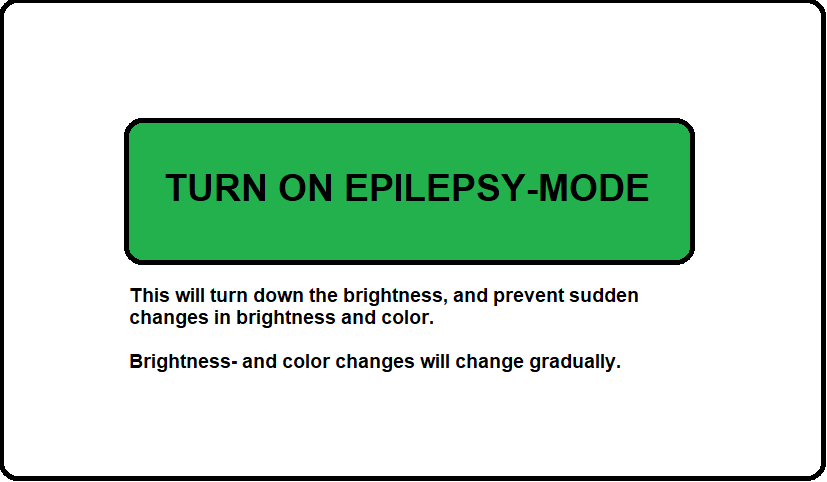 TURN ON EPILEPSY-MODE
This will turn down the brightness, and prevent sudden
changes in brightness and color.
Brightness- and color changes will change gradually.